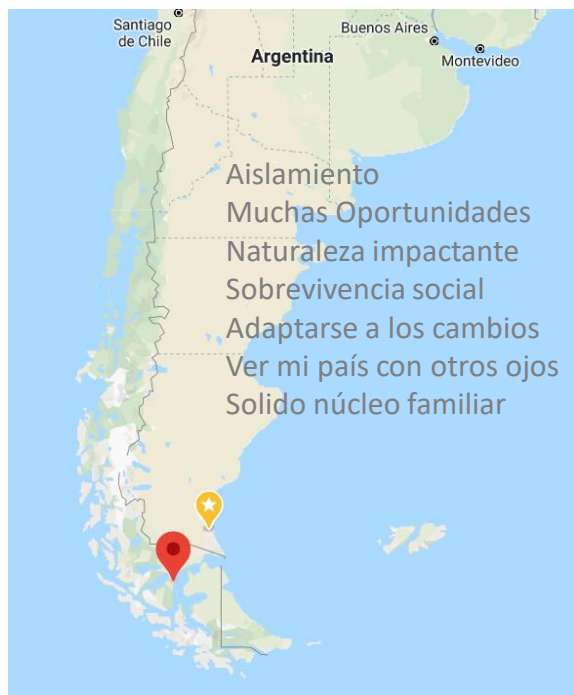 Santiago
de Chile
Buenos Aires
Argentina
Montevideo
Aislamiento
Muchas Oportunidades
Naturaleza impactante
Sobrevivencia social
Adaptarse a los cambios
Ver mi país con otros ojos
Solido núcleo familiar